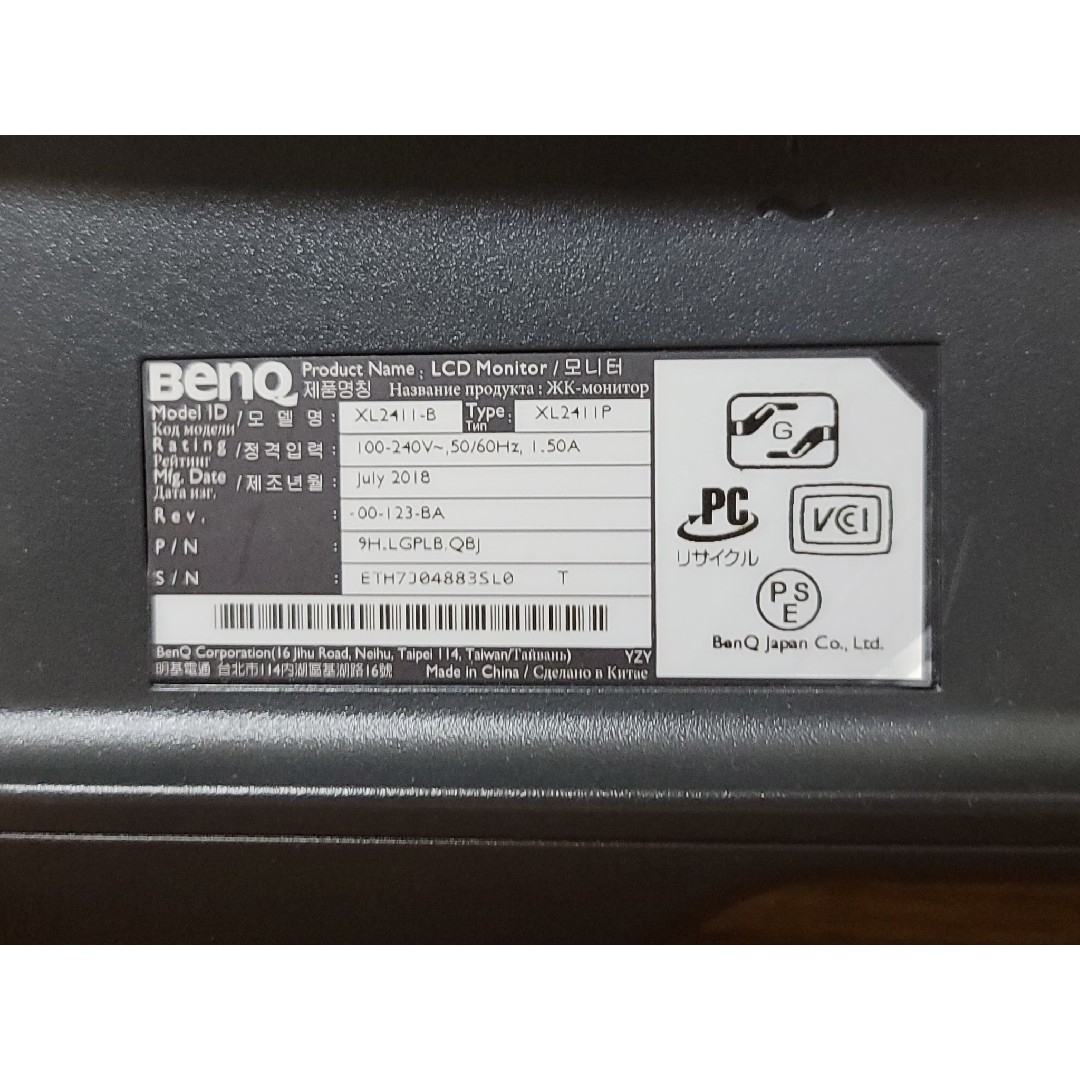 BenQ
Product Name : LCD Monitor / 모니터
제품명칭 Название продукта : ЖК-монитор
Model ID / 모 델 명 : XL2411-B Type : XL2411P
Код модели Тип
Rating / 정격입력 : 100-240V~,50/60Hz, 1.50A
Рейтинг
Mfg. Date / 제조년월 : July 2018
Дата изг.
Rev. : -00-123-BA
P/N : 9H.LGPLB.QBJ
S/N : ETH7J04883SL0 T
BenQ Corporation(16 Jihu Road, Neihu, Taipei 114, Taiwan/Тайвань) YZY
明基電通 台北市114內湖區基湖路16號 Made in China / Сделано в Китае
G
PC
リサイクル
VCCI
PSE
BenQ Japan Co., Ltd.